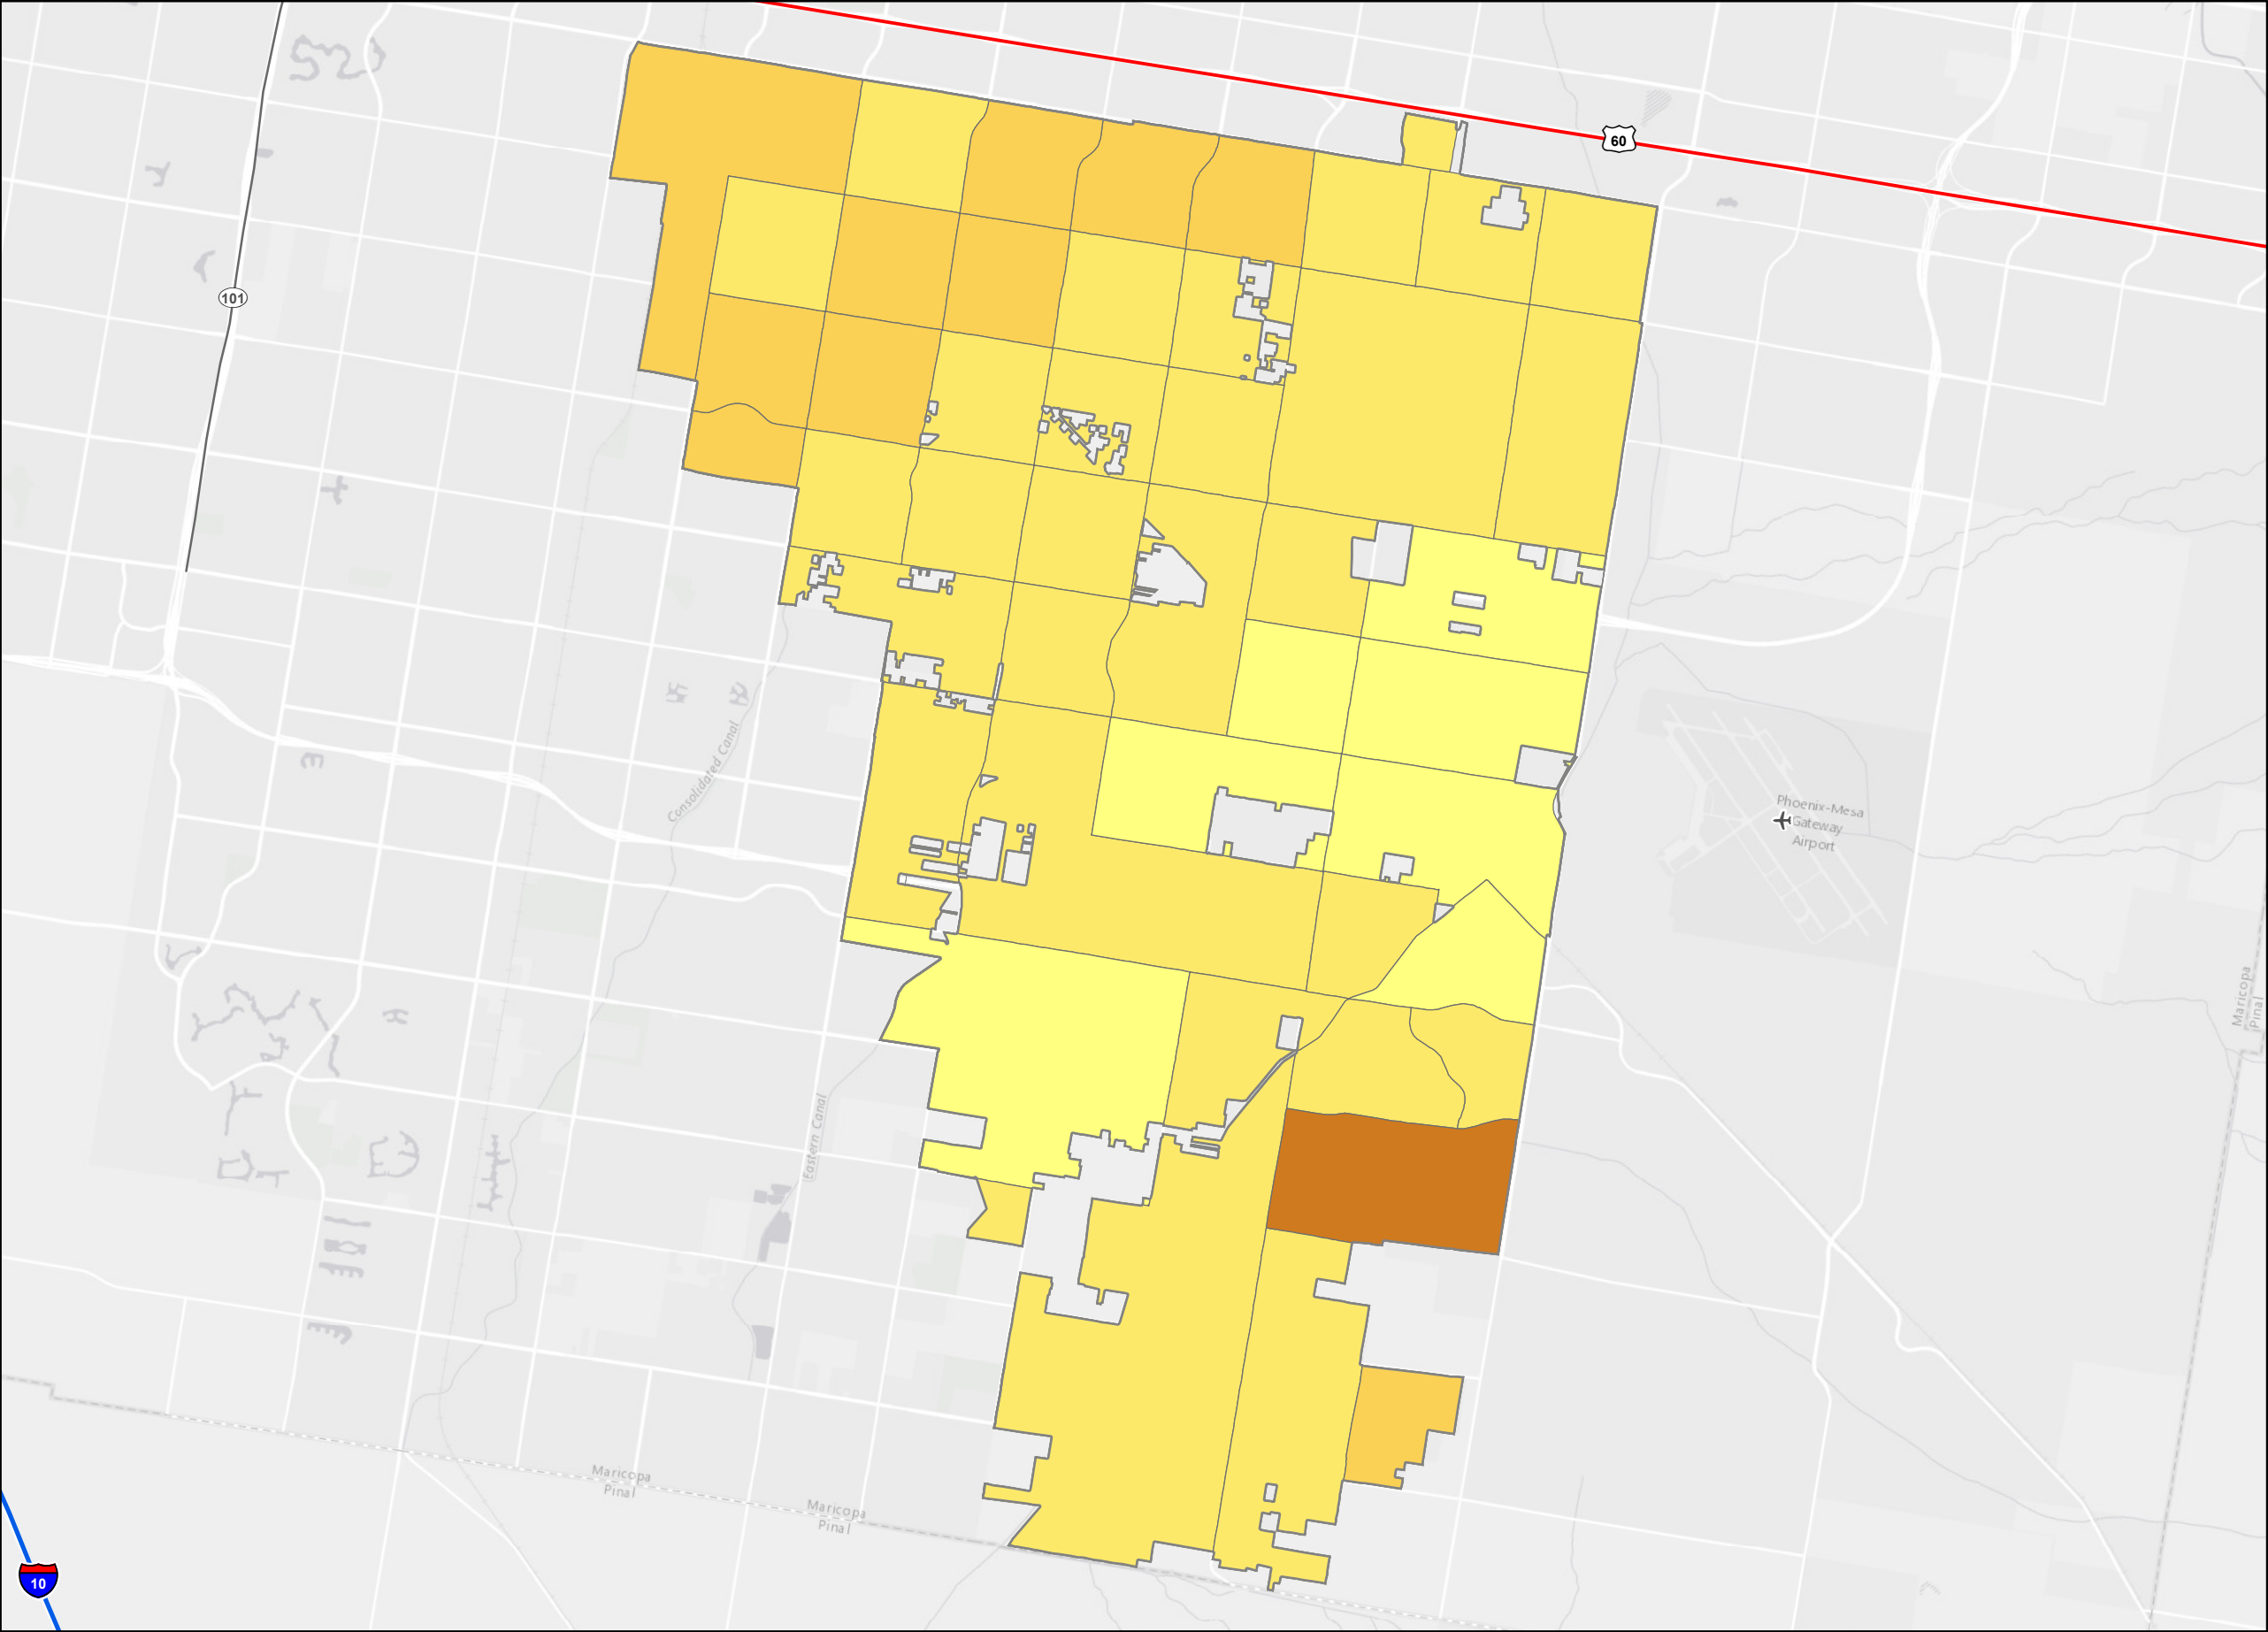 60
101
Consolidated Canal
Phoenix-Mesa
Gateway
Airport
Maricopa
Pinal
Eastern Canal
Maricopa
Pinal
Maricopa
Pinal
10